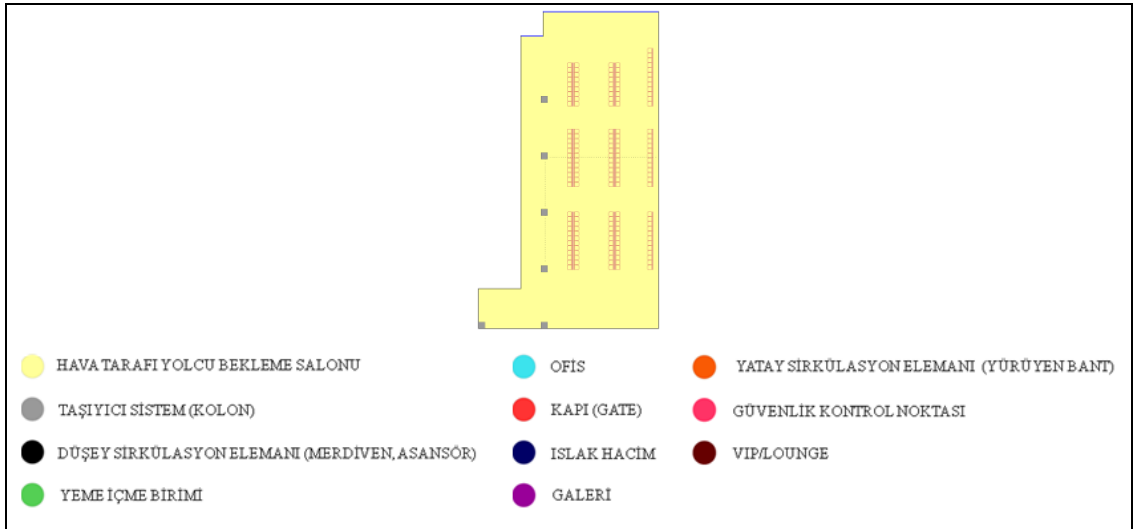 HAVA TARAFI YOLCU BEKLEME SALONU
TAŞIYICI SİSTEM (KOLON)
DÜŞEY SİRKÜLASYON ELEMANI (MERDİVEN, ASANSÖR)
YEME İÇME BİRİMİ
OFİS
KAPI (GATE)
ISLAK HACİM
GALERİ
YATAY SİRKÜLASYON ELEMANI (YÜRÜYEN BANT)
GÜVENLİK KONTROL NOKTASI
VIP/LOUNGE